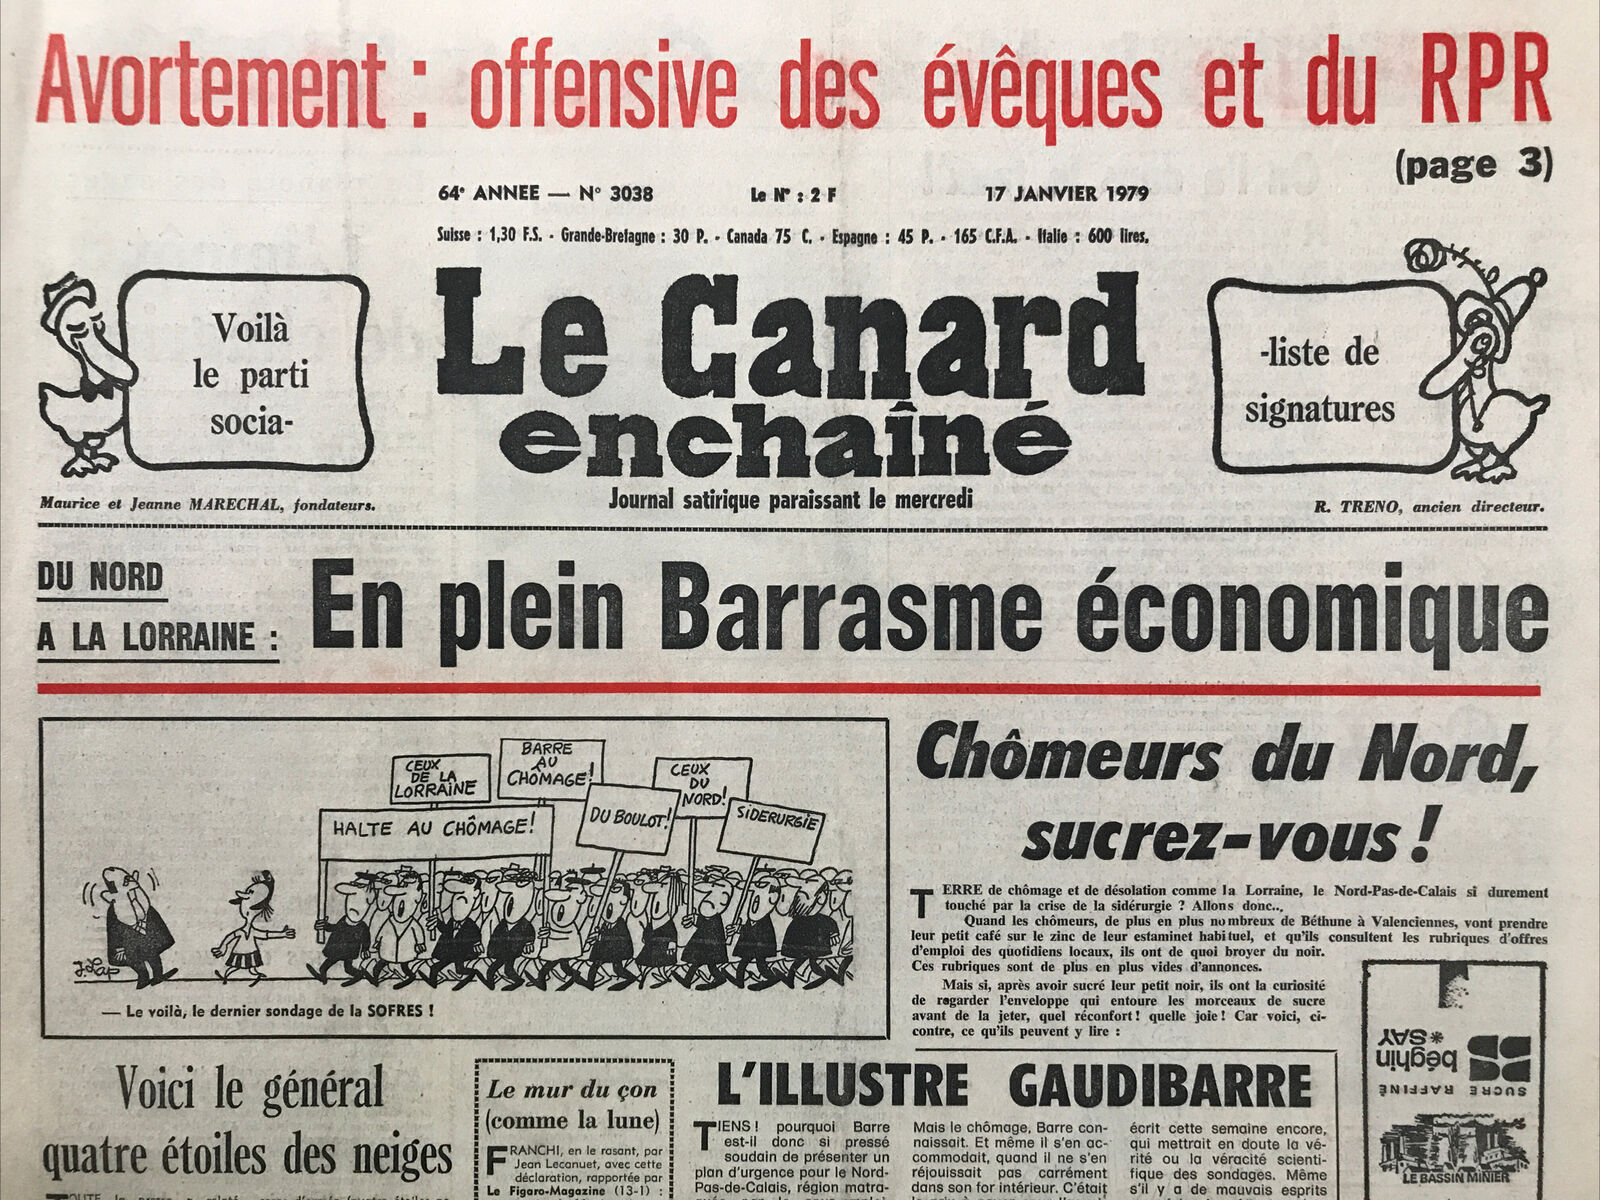 Avortement : offensive des évêques et du RPR
(page 3)
64e ANNEE — N° 3038 Le N° : 2 F 17 JANVIER 1979
Suisse : 1,30 F.S. - Grande-Bretagne : 30 P. - Canada 75 C. - Espagne : 45 P. - 165 C.F.A. - Italie : 600 lires.
Voilà
le parti
socia-
Le Canard
enchaîné
-liste de
signatures
Maurice et Jeanne MARECHAL, fondateurs.
Journal satirique paraissant le mercredi
R. TRENO, ancien directeur.
DU NORD
A LA LORRAINE :
En plein Barrasme économique
CEUX
DE LA
LORRAINE
BARRE
AU
CHÔMAGE !
CEUX
DU
NORD !
HALTE AU CHÔMAGE !
DU BOULOT !
SIDERURGIE
— Le voilà, le dernier sondage de la SOFRES !
Chômeurs du Nord,
sucrez-vous !
TERRE de chômage et de désolation comme la Lorraine, le Nord-Pas-de-Calais si durement
touché par la crise de la sidérurgie ? Allons donc..,
Quand les chômeurs, de plus en plus nombreux de Béthune à Valenciennes, vont prendre
leur petit café sur le zinc de leur estaminet habituel, et qu'ils consultent les rubriques d'offres
d'emploi des quotidiens locaux, ils ont de quoi broyer du noir.
Ces rubriques sont de plus en plus vides d'annonces.
Mais si, après avoir sucré leur petit noir, ils ont la curiosité
de regarder l'enveloppe qui entoure les morceaux de sucre
avant de la jeter, quel réconfort ! quelle joie ! Car voici, ci-
contre, ce qu'ils peuvent y lire :
SUCRE RAFFINÉ
béghin
SAY
LE BASSIN MINIER
Voici le général
quatre étoiles des neiges
Le mur du çon
(comme la lune)
FRANCHI, en le rasant, par
Jean Lecanuet, avec cette
déclaration, rapportée par
Le Figaro-Magazine (13-1) :
L'ILLUSTRE GAUDIBARRE
TIENS ! pourquoi Barre
est-il donc si pressé
soudain de présenter un
plan d'urgence pour le Nord-
Pas-de-Calais, région matra-
Mais le chômage, Barre con-
naissait. Et même il s'en ac-
commodait, quand il ne s'en
réjouissait pas carrément
dans son for intérieur. C'était
écrit cette semaine encore,
qui mettrait en doute la vé-
rité ou la véracité scienti-
fique des sondages. Même
s'il y a de mauvais esprits